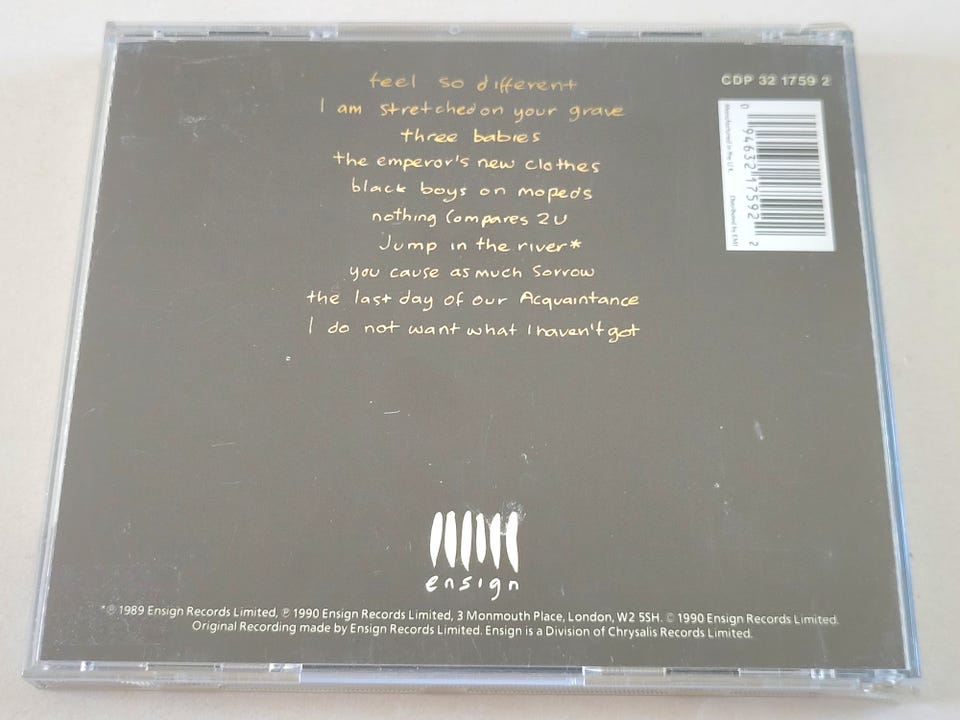 feel so different
I am stretched on your grave
three babies
the emperor's new clothes
black boys on mopeds
nothing Compares 2U
Jump in the river*
you cause as much Sorrow
the last day of our Acquaintance
I do not want what I haven't got
CDP 32 1759 2
0 94632 17592 2
Manufactured in the U.K. Distributed by EMI
ensign
*℗ 1989 Ensign Records Limited, ℗ 1990 Ensign Records Limited, 3 Monmouth Place, London, W2 5SH. © 1990 Ensign Records Limited.
Original Recording made by Ensign Records Limited. Ensign is a Division of Chrysalis Records Limited.